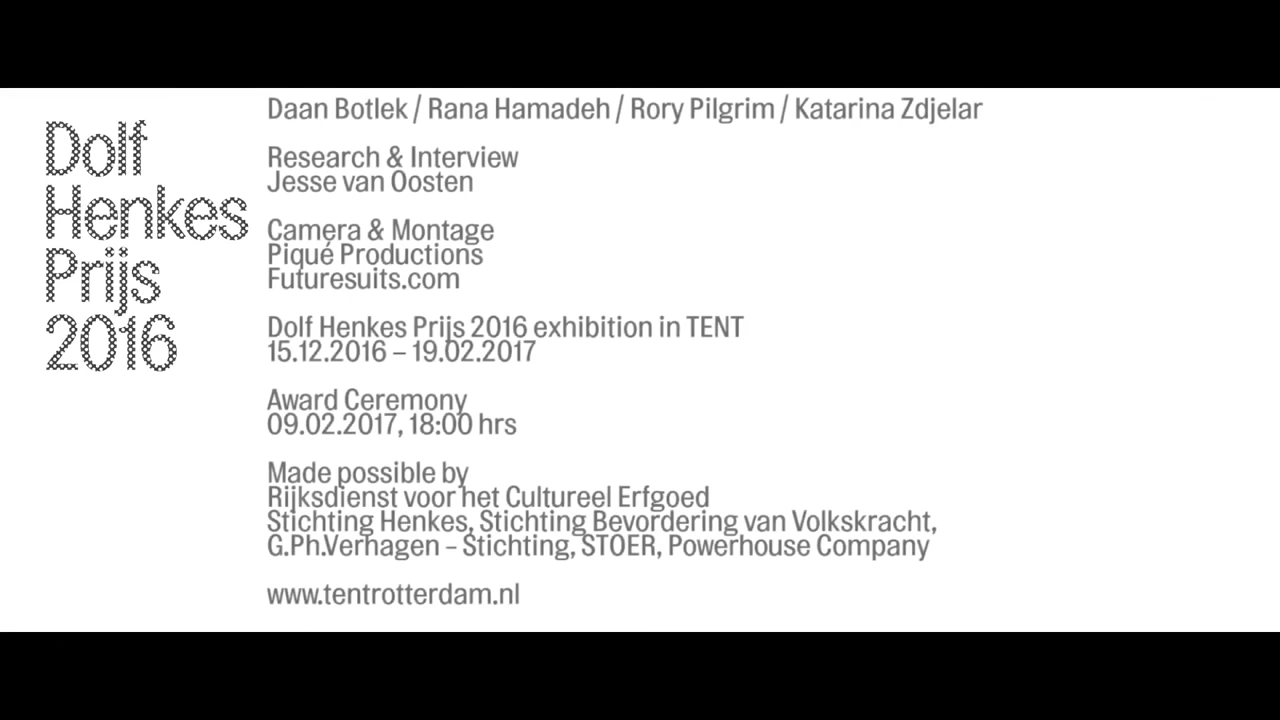 Dolf
Henkes
Prijs
2016
Daan Botlek / Rana Hamadeh / Rory Pilgrim / Katarina Zdjelar
Research & Interview
Jesse van Oosten
Camera & Montage
Piqué Productions
Futuresuits.com
Dolf Henkes Prijs 2016 exhibition in TENT
15.12.2016 – 19.02.2017
Award Ceremony
09.02.2017, 18:00 hrs
Made possible by
Rijksdienst voor het Cultureel Erfgoed
Stichting Henkes, Stichting Bevordering van Volkskracht,
G.Ph.Verhagen – Stichting, STOER, Powerhouse Company
www.tentrotterdam.nl